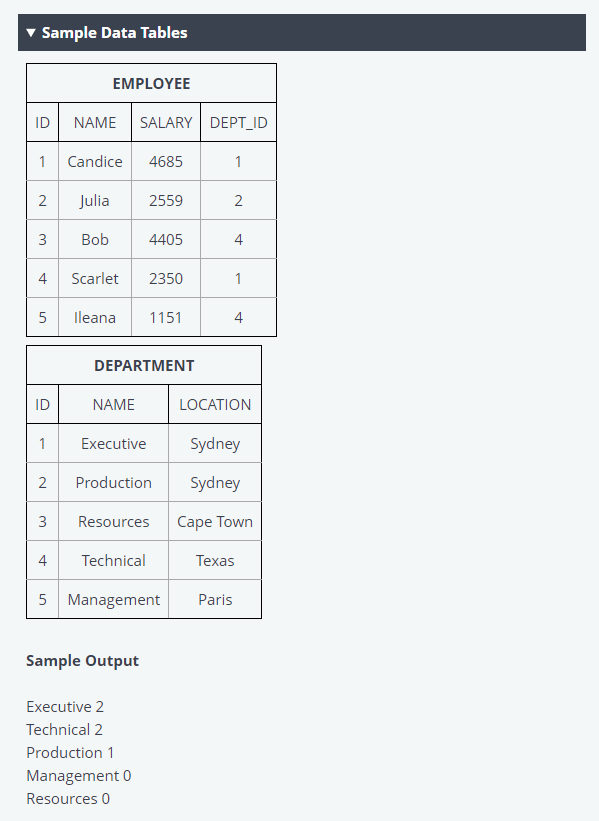 ▼ Sample Data Tables
EMPLOYEE
ID NAME SALARY DEPT_ID
1 Candice 4685 1
2 Julia 2559 2
3 Bob 4405 4
4 Scarlet 2350 1
5 Ileana 1151 4
DEPARTMENT
ID NAME LOCATION
1 Executive Sydney
2 Production Sydney
3 Resources Cape Town
4 Technical Texas
5 Management Paris
Sample Output
Executive 2
Technical 2
Production 1
Management 0
Resources 0